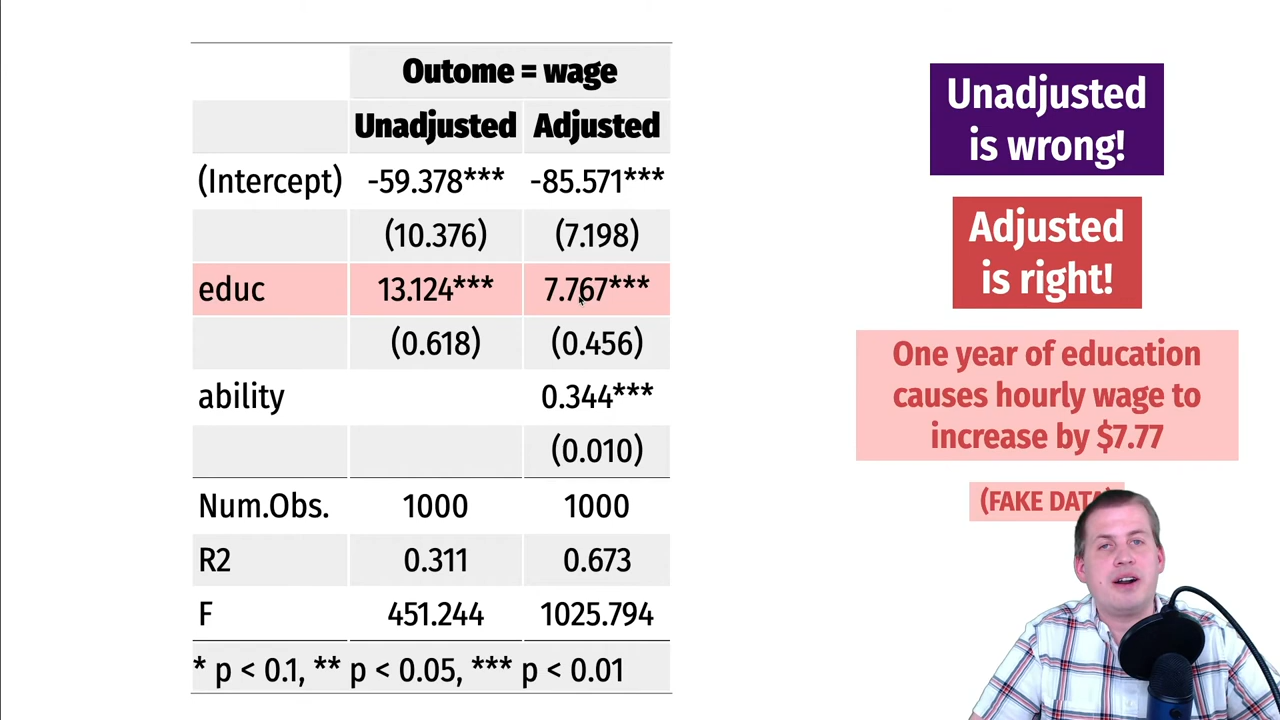 Outome = wage
Unadjusted Adjusted
(Intercept) -59.378*** -85.571***
(10.376) (7.198)
educ 13.124*** 7.767***
(0.618) (0.456)
ability 0.344***
(0.010)
Num.Obs. 1000 1000
R2 0.311 0.673
F 451.244 1025.794
* p < 0.1, ** p < 0.05, *** p < 0.01
Unadjusted
is wrong!
Adjusted
is right!
One year of education
causes hourly wage to
increase by $7.77
(FAKE DATA)